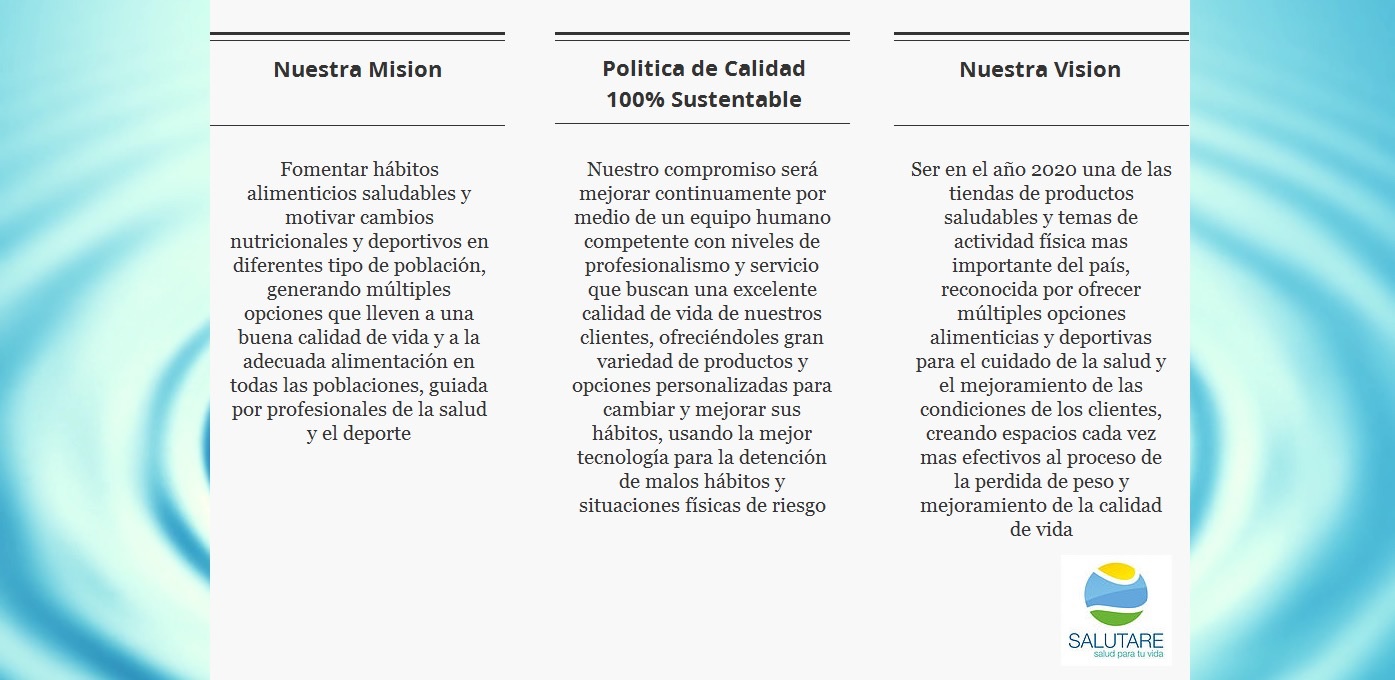 Nuestra Mision
Fomentar hábitos
alimenticios saludables y
motivar cambios
nutricionales y deportivos en
diferentes tipo de población,
generando múltiples
opciones que lleven a una
buena calidad de vida y a la
adecuada alimentación en
todas las poblaciones, guiada
por profesionales de la salud
y el deporte
Politica de Calidad
100% Sustentable
Nuestro compromiso será
mejorar continuamente por
medio de un equipo humano
competente con niveles de
profesionalismo y servicio
que buscan una excelente
calidad de vida de nuestros
clientes, ofreciéndoles gran
variedad de productos y
opciones personalizadas para
cambiar y mejorar sus
hábitos, usando la mejor
tecnología para la detención
de malos hábitos y
situaciones físicas de riesgo
Nuestra Vision
Ser en el año 2020 una de las
tiendas de productos
saludables y temas de
actividad física mas
importante del país,
reconocida por ofrecer
múltiples opciones
alimenticias y deportivas
para el cuidado de la salud y
el mejoramiento de las
condiciones de los clientes,
creando espacios cada vez
mas efectivos al proceso de
la perdida de peso y
mejoramiento de la calidad
de vida
SALUTARE
salud para tu vida